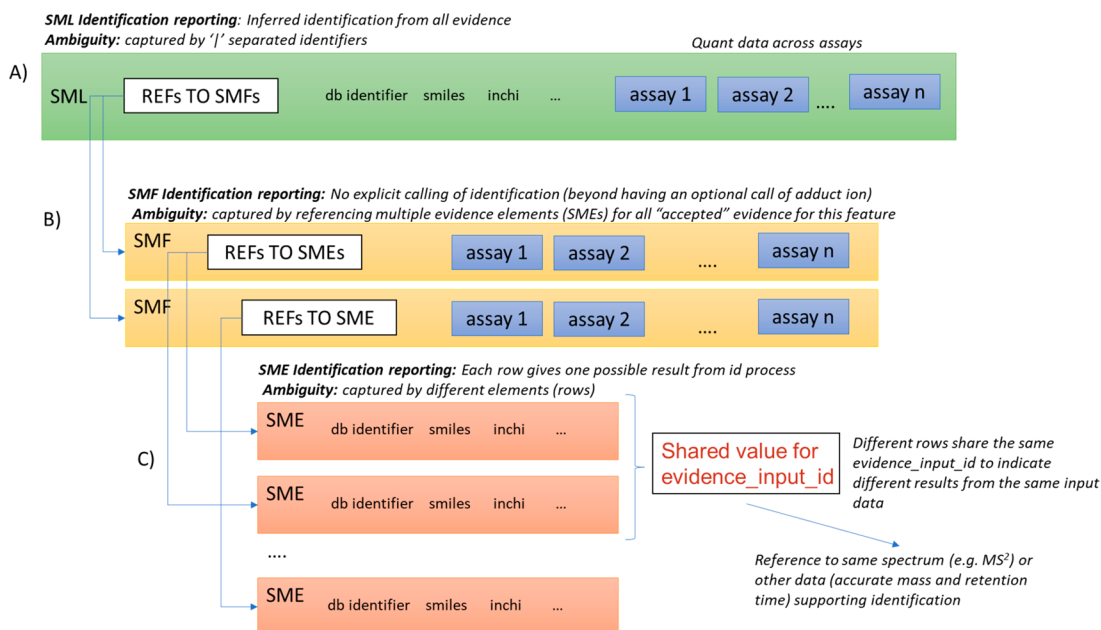 SML Identification reporting: Inferred identification from all evidence
Ambiguity: captured by ‘|’ separated identifiers
Quant data across assays
A)
SML
REFs TO SMFs
db identifier smiles inchi ...
assay 1 assay 2 .... assay n
SMF Identification reporting: No explicit calling of identification (beyond having an optional call of adduct ion)
Ambiguity: captured by referencing multiple evidence elements (SMEs) for all “accepted” evidence for this feature
B)
SMF
REFs TO SMEs
assay 1 assay 2 .... assay n
SMF
REFs TO SME
assay 1 assay 2 .... assay n
SME Identification reporting: Each row gives one possible result from id process
Ambiguity: captured by different elements (rows)
C)
SME
db identifier smiles inchi ...
SME
db identifier smiles inchi ...
....
SME
db identifier smiles inchi ...
Shared value for
evidence_input_id
Different rows share the same
evidence_input_id to indicate
different results from the same input
data
Reference to same spectrum (e.g. MS²) or
other data (accurate mass and retention
time) supporting identification